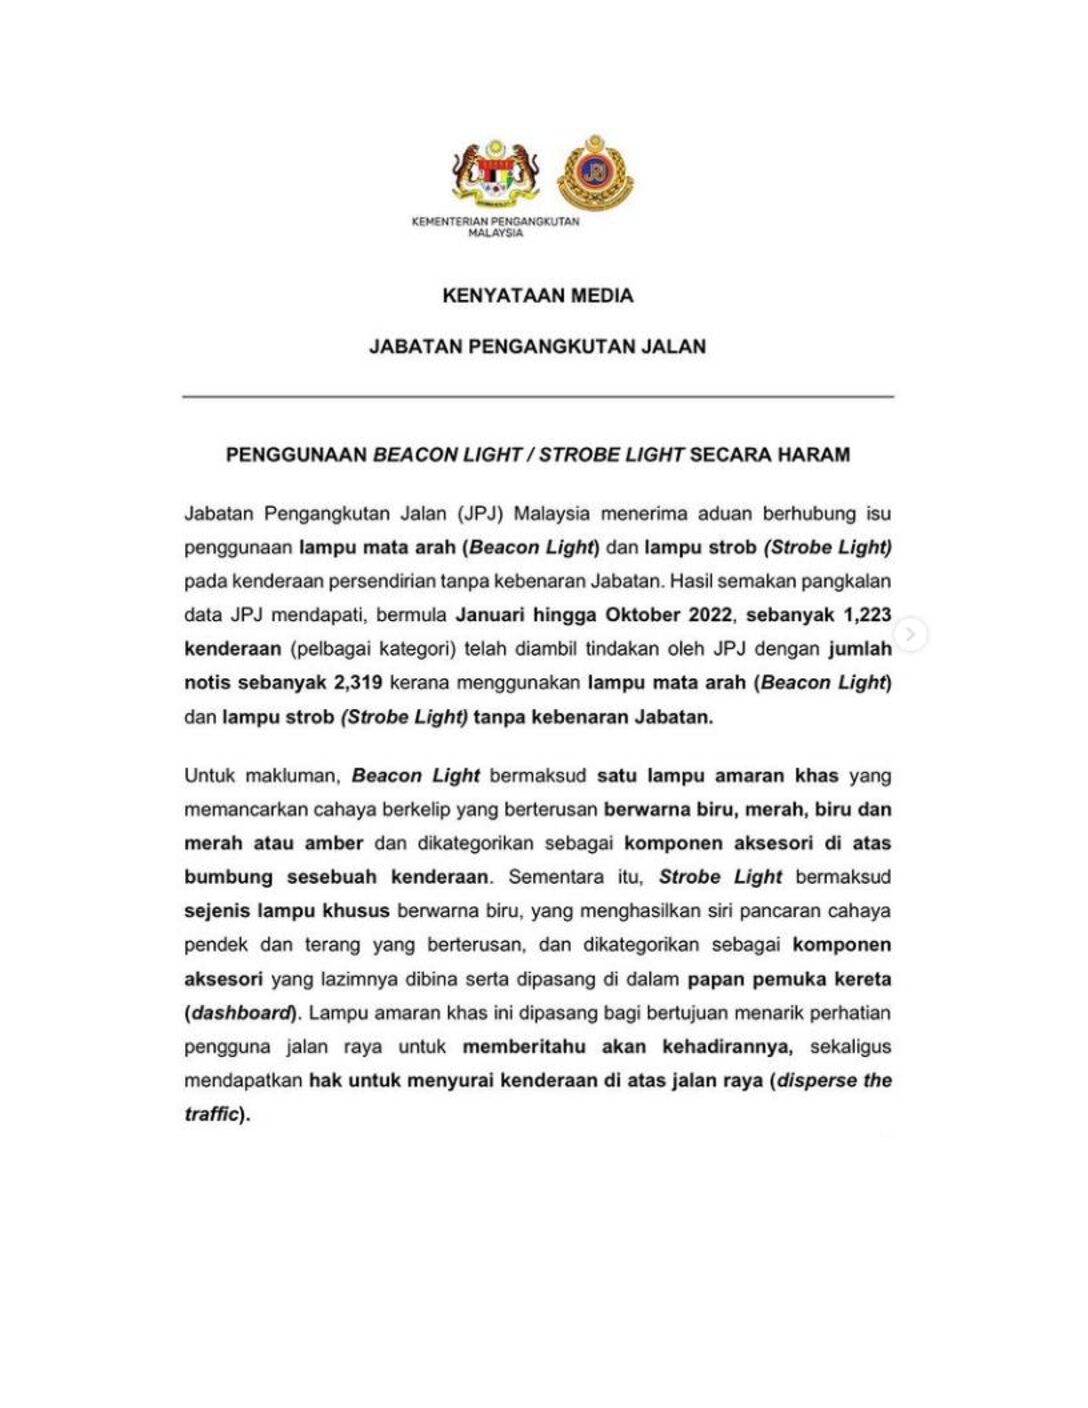 KEMENTERIAN PENGANGKUTAN
MALAYSIA
JPJ
KENYATAAN MEDIA
JABATAN PENGANGKUTAN JALAN
PENGGUNAAN BEACON LIGHT / STROBE LIGHT SECARA HARAM
Jabatan Pengangkutan Jalan (JPJ) Malaysia menerima aduan berhubung isu
penggunaan lampu mata arah (Beacon Light) dan lampu strob (Strobe Light)
pada kenderaan persendirian tanpa kebenaran Jabatan. Hasil semakan pangkalan
data JPJ mendapati, bermula Januari hingga Oktober 2022, sebanyak 1,223
kenderaan (pelbagai kategori) telah diambil tindakan oleh JPJ dengan jumlah
notis sebanyak 2,319 kerana menggunakan lampu mata arah (Beacon Light)
dan lampu strob (Strobe Light) tanpa kebenaran Jabatan.
Untuk makluman, Beacon Light bermaksud satu lampu amaran khas yang
memancarkan cahaya berkelip yang berterusan berwarna biru, merah, biru dan
merah atau amber dan dikategorikan sebagai komponen aksesori di atas
bumbung sesebuah kenderaan. Sementara itu, Strobe Light bermaksud
sejenis lampu khusus berwarna biru, yang menghasilkan siri pancaran cahaya
pendek dan terang yang berterusan, dan dikategorikan sebagai komponen
aksesori yang lazimnya dibina serta dipasang di dalam papan pemuka kereta
(dashboard). Lampu amaran khas ini dipasang bagi bertujuan menarik perhatian
pengguna jalan raya untuk memberitahu akan kehadirannya, sekaligus
mendapatkan hak untuk menyurai kenderaan di atas jalan raya (disperse the
traffic).